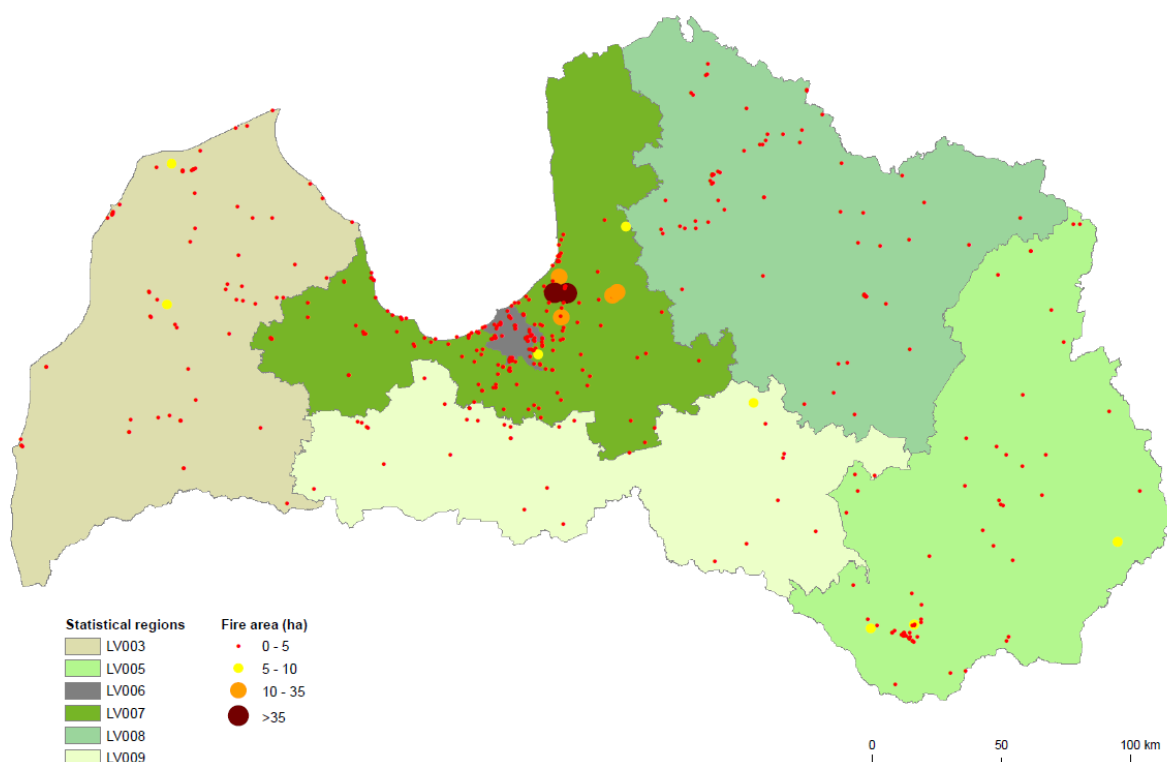 Statistical regions
LV003
LV005
LV006
LV007
LV008
LV009
Fire area (ha)
0 - 5
5 - 10
10 - 35
>35
0 50 100 km